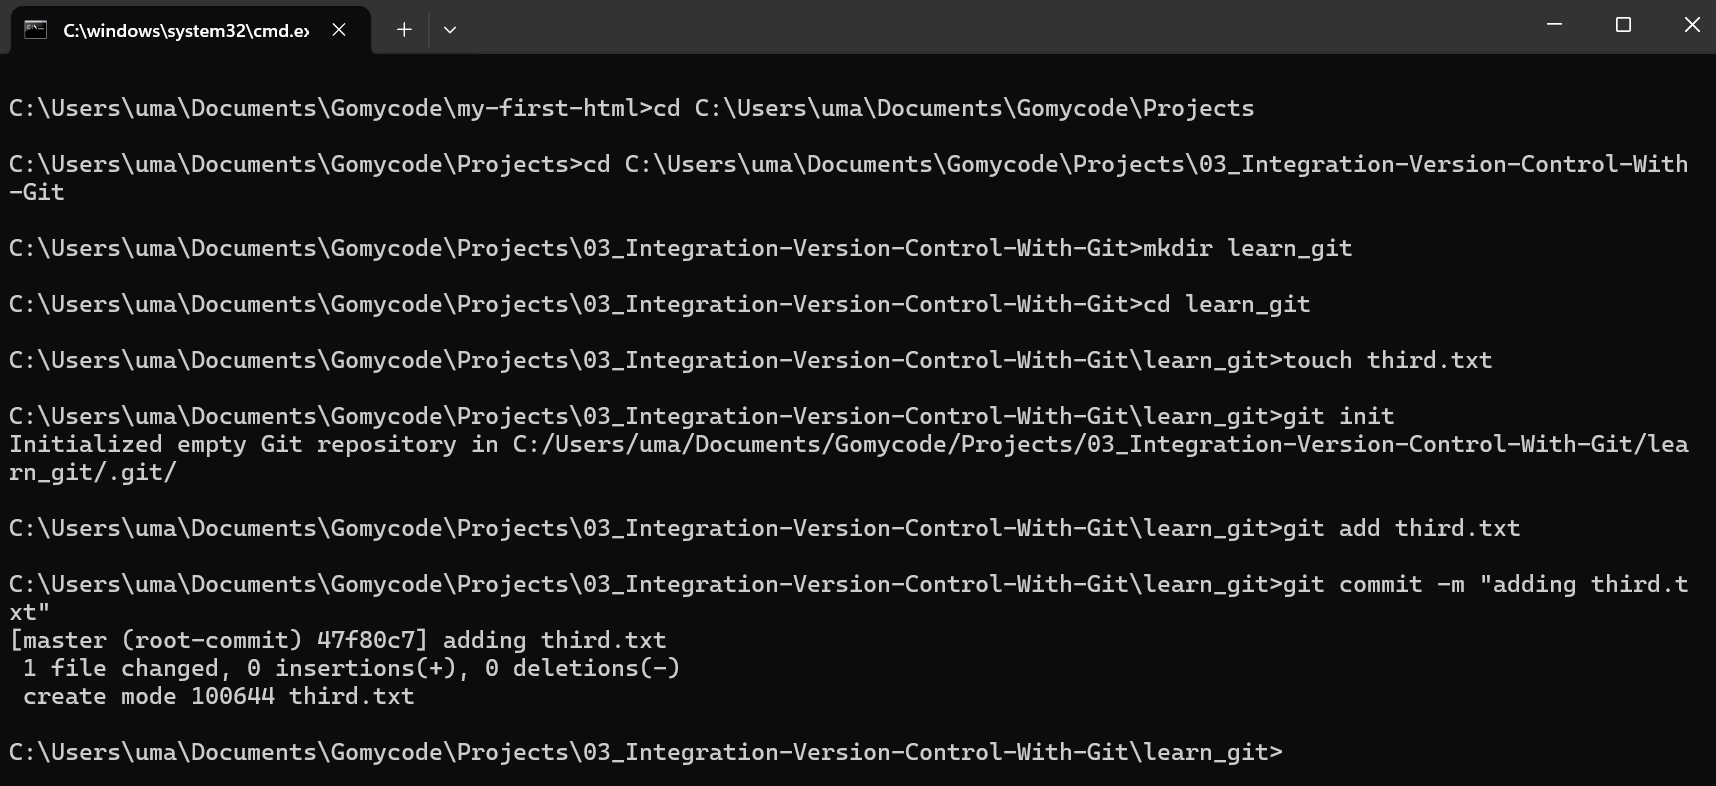 C:\windows\system32\cmd.ex
C:\Users\uma\Documents\Gomycode\my-first-html>cd C:\Users\uma\Documents\Gomycode\Projects
C:\Users\uma\Documents\Gomycode\Projects>cd C:\Users\uma\Documents\Gomycode\Projects\03_Integration-Version-Control-With
-Git
C:\Users\uma\Documents\Gomycode\Projects\03_Integration-Version-Control-With-Git>mkdir learn_git
C:\Users\uma\Documents\Gomycode\Projects\03_Integration-Version-Control-With-Git>cd learn_git
C:\Users\uma\Documents\Gomycode\Projects\03_Integration-Version-Control-With-Git\learn_git>touch third.txt
C:\Users\uma\Documents\Gomycode\Projects\03_Integration-Version-Control-With-Git\learn_git>git init
Initialized empty Git repository in C:/Users/uma/Documents/Gomycode/Projects/03_Integration-Version-Control-With-Git/lea
rn_git/.git/
C:\Users\uma\Documents\Gomycode\Projects\03_Integration-Version-Control-With-Git\learn_git>git add third.txt
C:\Users\uma\Documents\Gomycode\Projects\03_Integration-Version-Control-With-Git\learn_git>git commit -m "adding third.t
xt"
[master (root-commit) 47f80c7] adding third.txt
 1 file changed, 0 insertions(+), 0 deletions(-)
 create mode 100644 third.txt
C:\Users\uma\Documents\Gomycode\Projects\03_Integration-Version-Control-With-Git\learn_git>